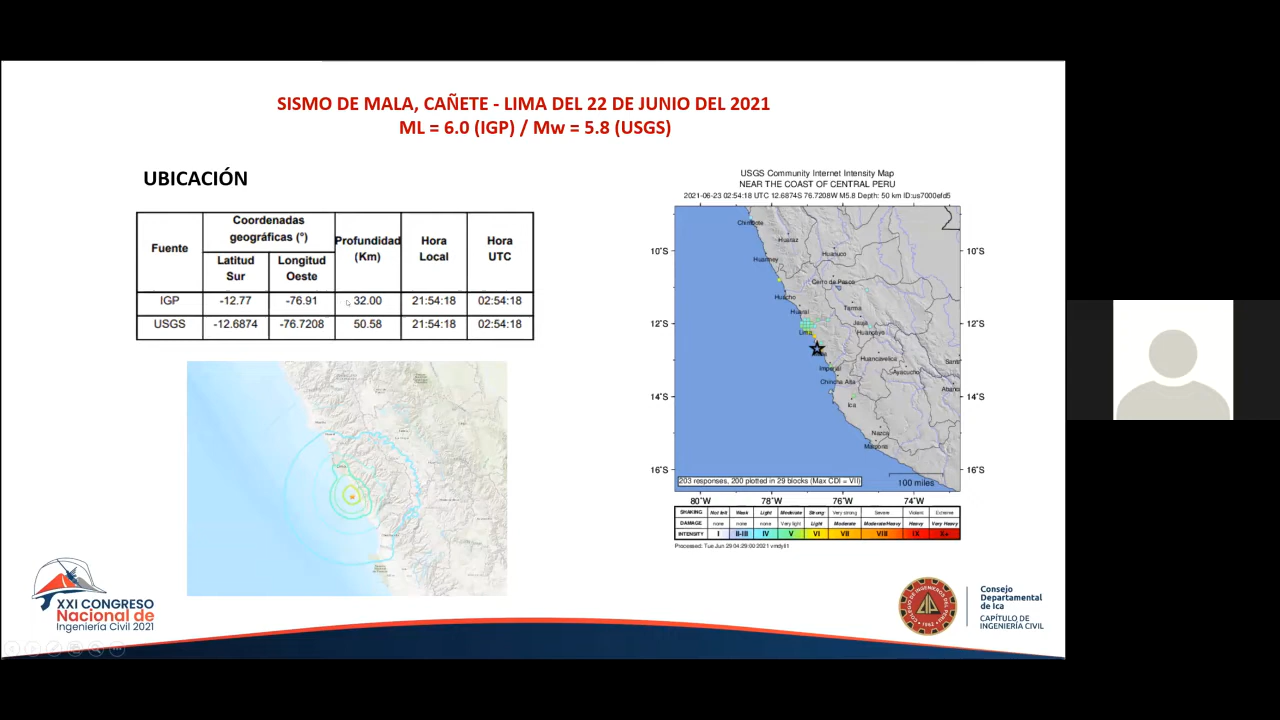 SISMO DE MALA, CAÑETE - LIMA DEL 22 DE JUNIO DEL 2021
ML = 6.0 (IGP) / Mw = 5.8 (USGS)
UBICACIÓN
Fuente
Coordenadas
geográficas (°)
Latitud
Sur
Longitud
Oeste
Profundidad
(Km)
Hora
Local
Hora
UTC
IGP -12.77 -76.91 32.00 21:54:18 02:54:18
USGS -12.6874 -76.7208 50.58 21:54:18 02:54:18
USGS Community Internet Intensity Map
NEAR THE COAST OF CENTRAL PERU
2021-06-23 02:54:18 UTC 12.6874S 76.7208W M5.8 Depth: 50 km ID:us7000efd5
Chimbote
Huaraz
Huanuco
10°S
10°S
Huarmey
Cerro de Pasco
Huacho
Huaral
Tarma
12°S
Lima
Jauja
12°S
Huancayo
Huancavelica
Imperial
Ayacucho
Chincha Alta
14°S
Ica
14°S
Nazca
Marcona
16°S
16°S
203 responses, 200 plotted in 29 blocks (Max CDI = VII)
100 miles
80°W 78°W 76°W 74°W
SHAKING Not felt Weak Light Moderate Strong Very strong Severe Violent Extreme
DAMAGE none none none Very light Light Moderate Moderate/Heavy Heavy Very Heavy
INTENSITY I II-III IV V VI VII VIII IX X+
Processed: Tue Jun 29 04:29:00 2021 vmdyfi1
XXI CONGRESO
Nacional de
Ingeniería Civil 2021
Consejo
Departamental
de Ica
CAPÍTULO DE
INGENIERÍA CIVIL